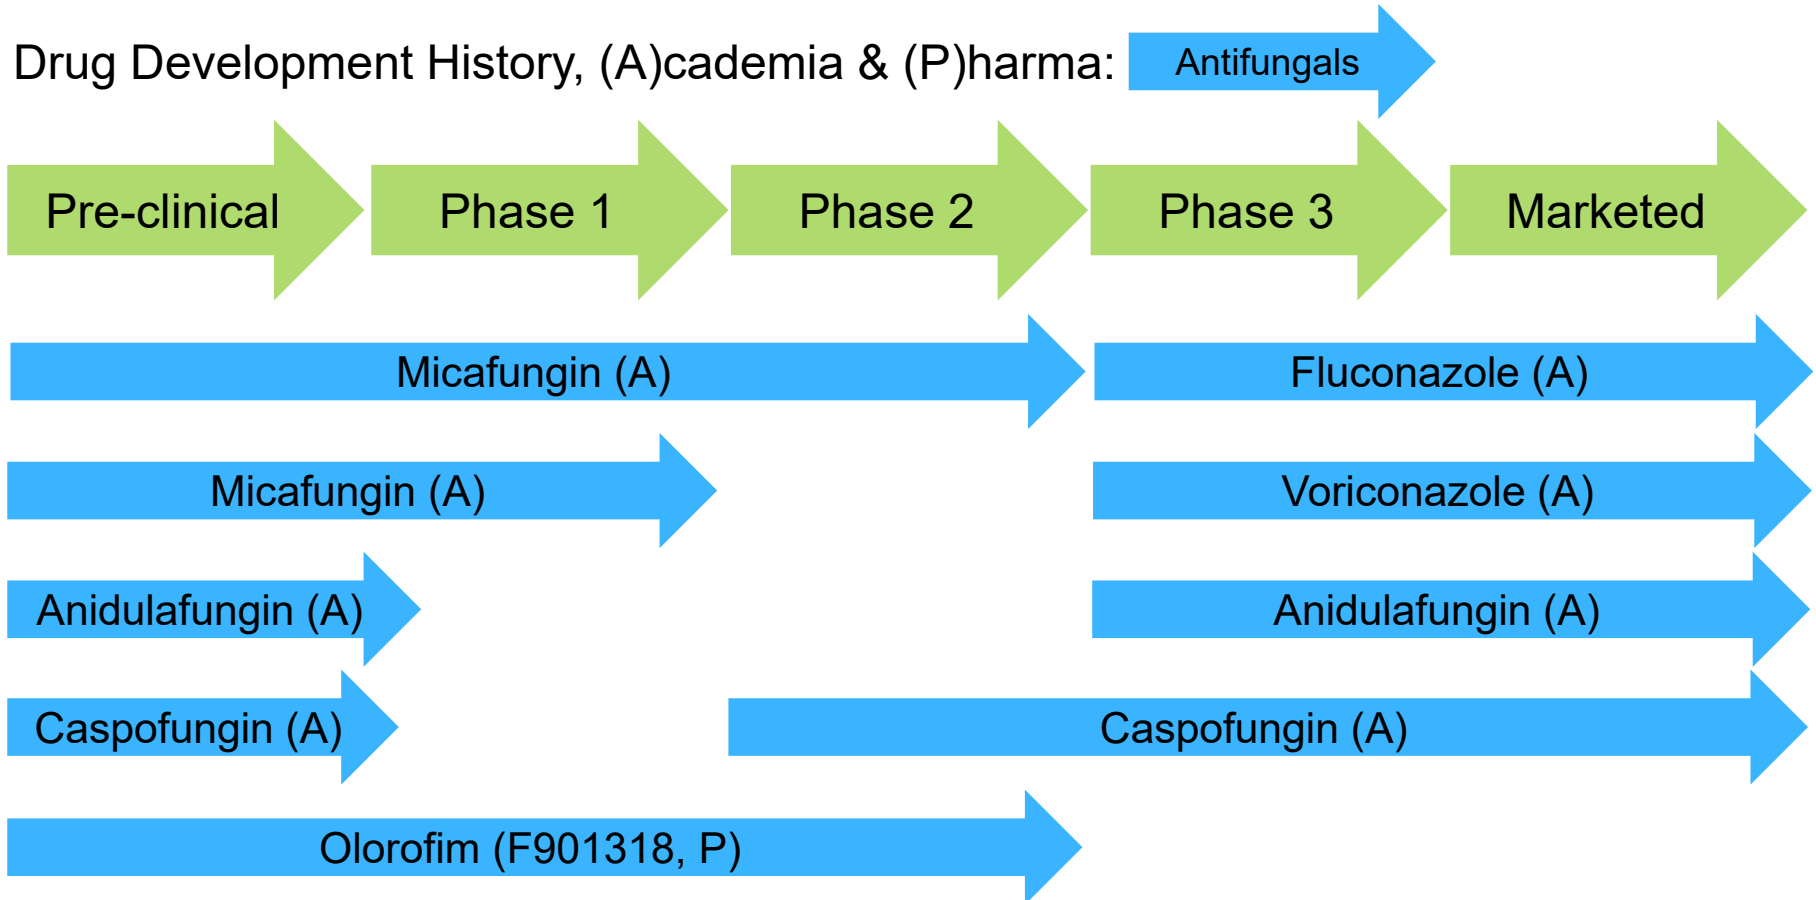 Drug Development History, (A)cademia & (P)harma: Antifungals
Pre-clinical Phase 1 Phase 2 Phase 3 Marketed
Micafungin (A) Fluconazole (A)
Micafungin (A) Voriconazole (A)
Anidulafungin (A) Anidulafungin (A)
Caspofungin (A) Caspofungin (A)
Olorofim (F901318, P)